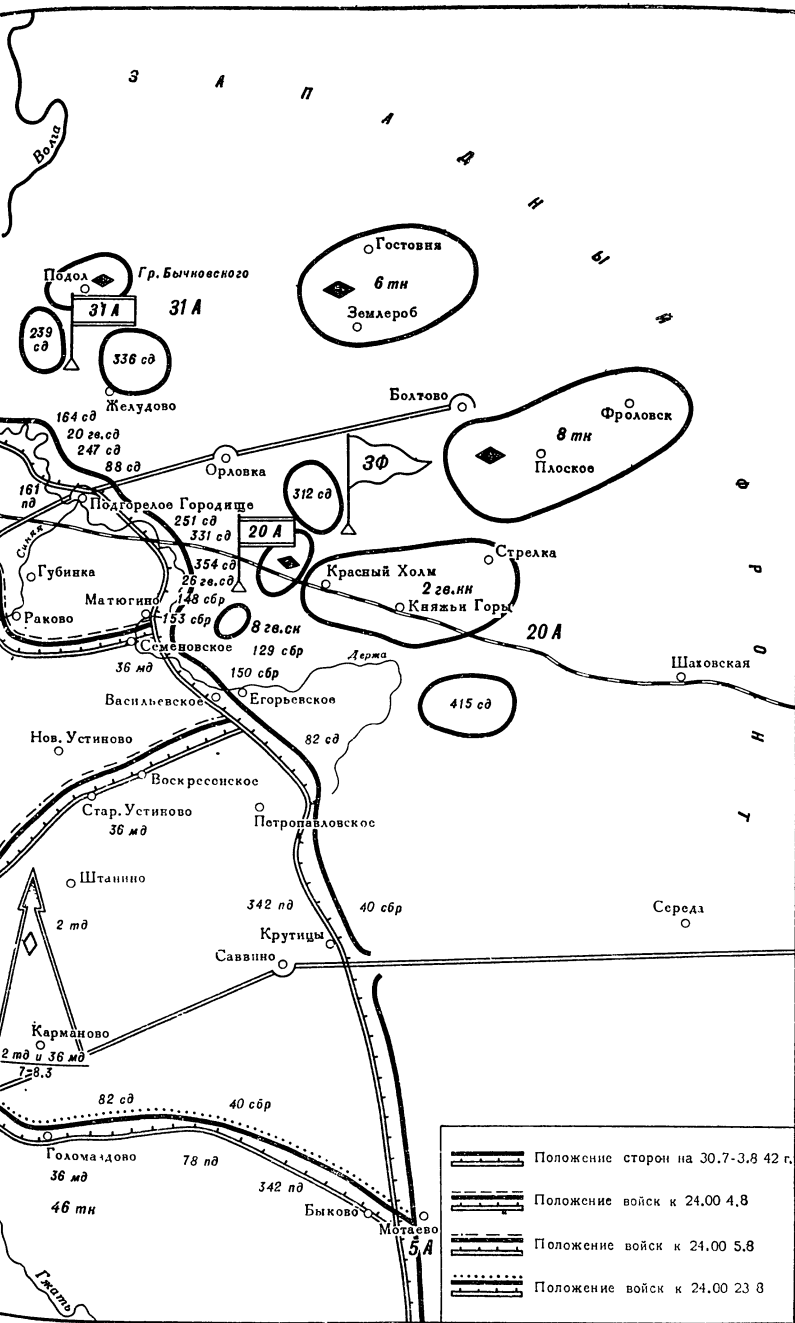 ЗАПАДНЫЙ ФРОНТ
Волга
Гостовня
6 тк
Землероб
Подол
Гр. Бычковского
31 А
31 А
239 сд
336 сд
Желудово
Болтово
Фроловск
8 тк
Плоское
164 сд
20 гв.сд
247 сд
88 сд
Орловка
ЗФ
312 сд
161 пд
Подгорелое Городище
Синяя
251 сд
331 сд
20 А
354 сд
26 гв.сд
Стрелка
Красный Холм
2 гв.кк
Княжьи Горы
Губинка
Матюгино
148 сбр
153 сбр
Раково
8 гв.ск
20 А
Семеновское
129 сбр
Держа
36 мд
150 сбр
Шаховская
Васильевское
Егорьевское
415 сд
82 сд
Нов. Устиново
Воскресонское
Стар. Устиново
36 мд
Петропавловское
Штанино
2 тд
342 пд
40 сбр
Середа
Крутицы
Саввино
Карманово
2 тд и 36 мд
7-8.3
82 сд
40 сбр
Голомаздово
78 пд
36 мд
342 пд
46 тк
Быково
Мотаево
5 А
Гжать
Положение сторон на 30.7-3.8 42 г.
Положение войск к 24.00 4.8
Положение войск к 24.00 5.8
Положение войск к 24.00 23 8